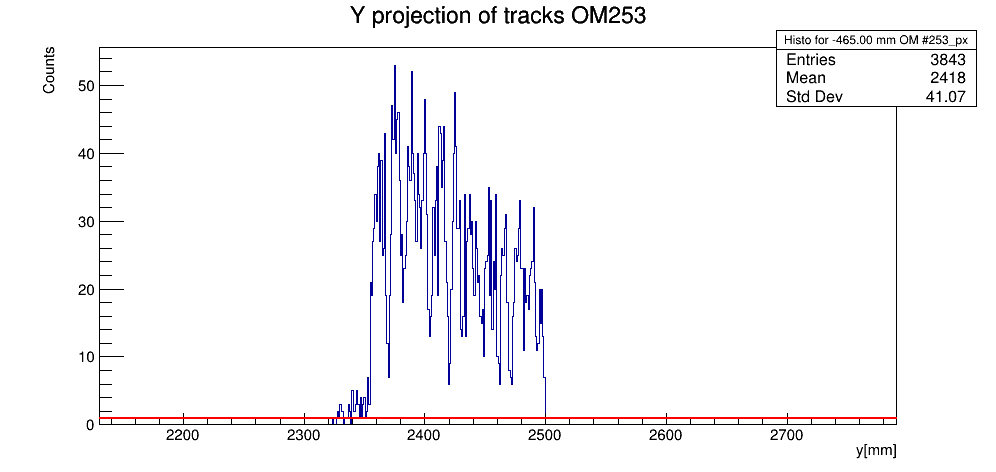 Y projection of tracks OM253
Histo for -465.00 mm OM #253_px
Entries 3843
Mean 2418
Std Dev 41.07
Counts
50
40
30
20
10
0
2200 2300 2400 2500 2600 2700
y[mm]